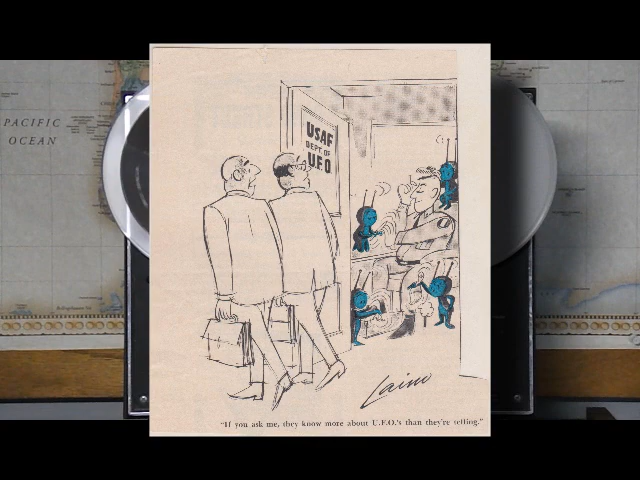 PACIFIC
OCEAN
USAF
DEPT. OF
U.F.O.
Laino
"If you ask me, they know more about U.F.O.'s than they're telling."